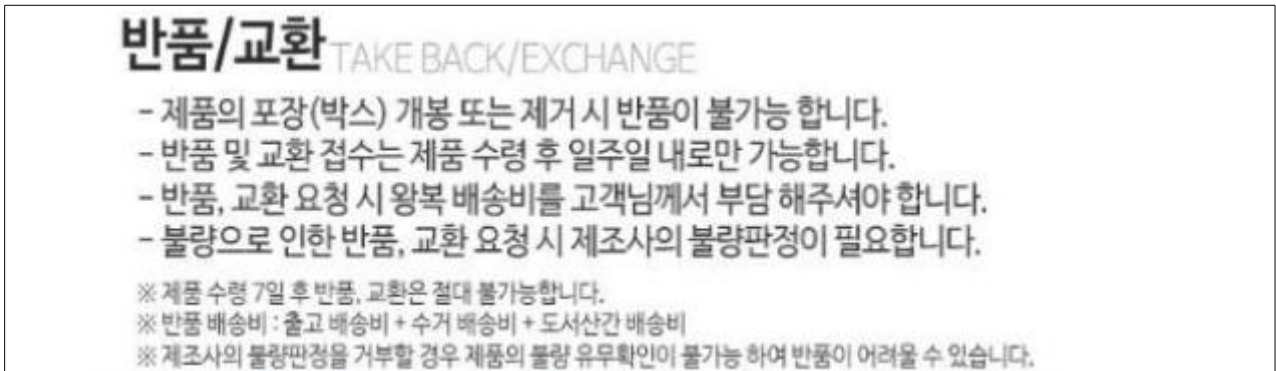 반품/교환 TAKE BACK/EXCHANGE
- 제품의 포장(박스) 개봉 또는 제거 시 반품이 불가능 합니다.
- 반품 및 교환 접수는 제품 수령 후 일주일 내로만 가능합니다.
- 반품, 교환 요청 시 왕복 배송비를 고객님께서 부담 해주셔야 합니다.
- 불량으로 인한 반품, 교환 요청 시 제조사의 불량판정이 필요합니다.
※ 제품 수령 7일 후 반품, 교환은 절대 불가능합니다.
※ 반품 배송비 : 출고 배송비 + 수거 배송비 + 도서산간 배송비
※ 제조사의 불량판정을 거부할 경우 제품의 불량 유무확인이 불가능 하여 반품이 어려울 수 있습니다.